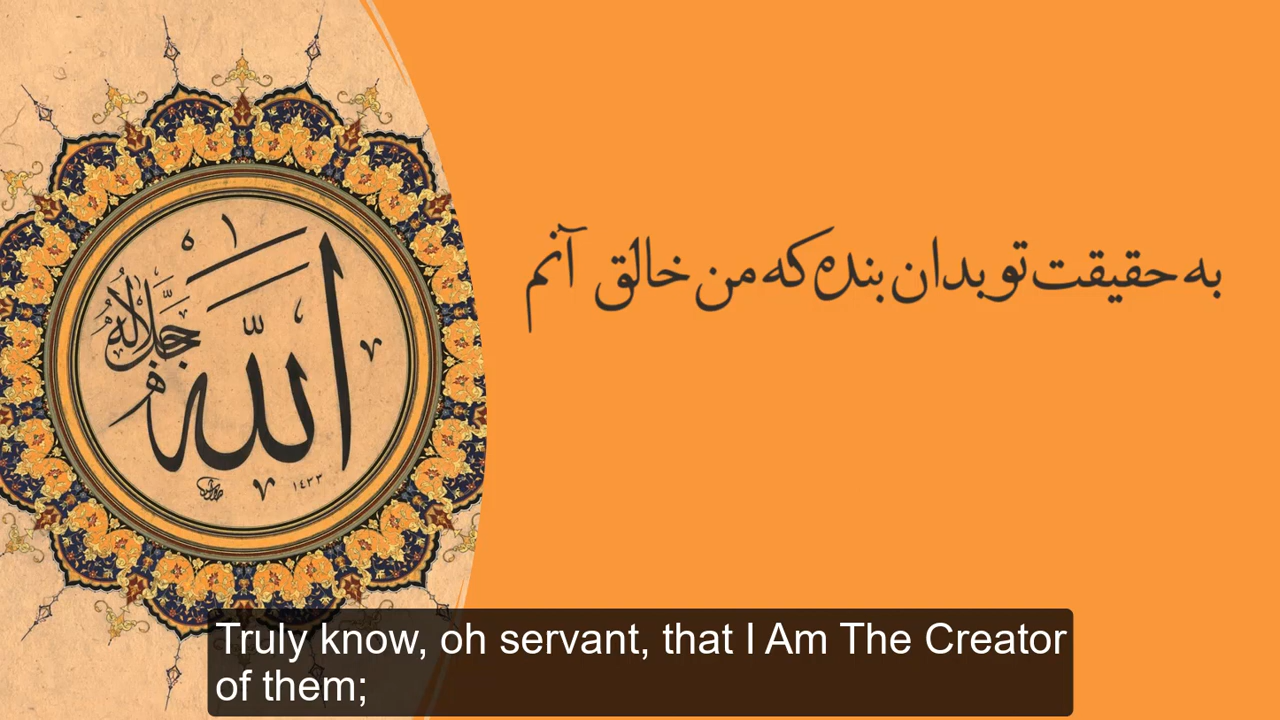 الله
جل جلاله
١٤٣٣
به حقیقت تو بدان بنده که من خالق آنم
Truly know, oh servant, that I Am The Creator
of them;